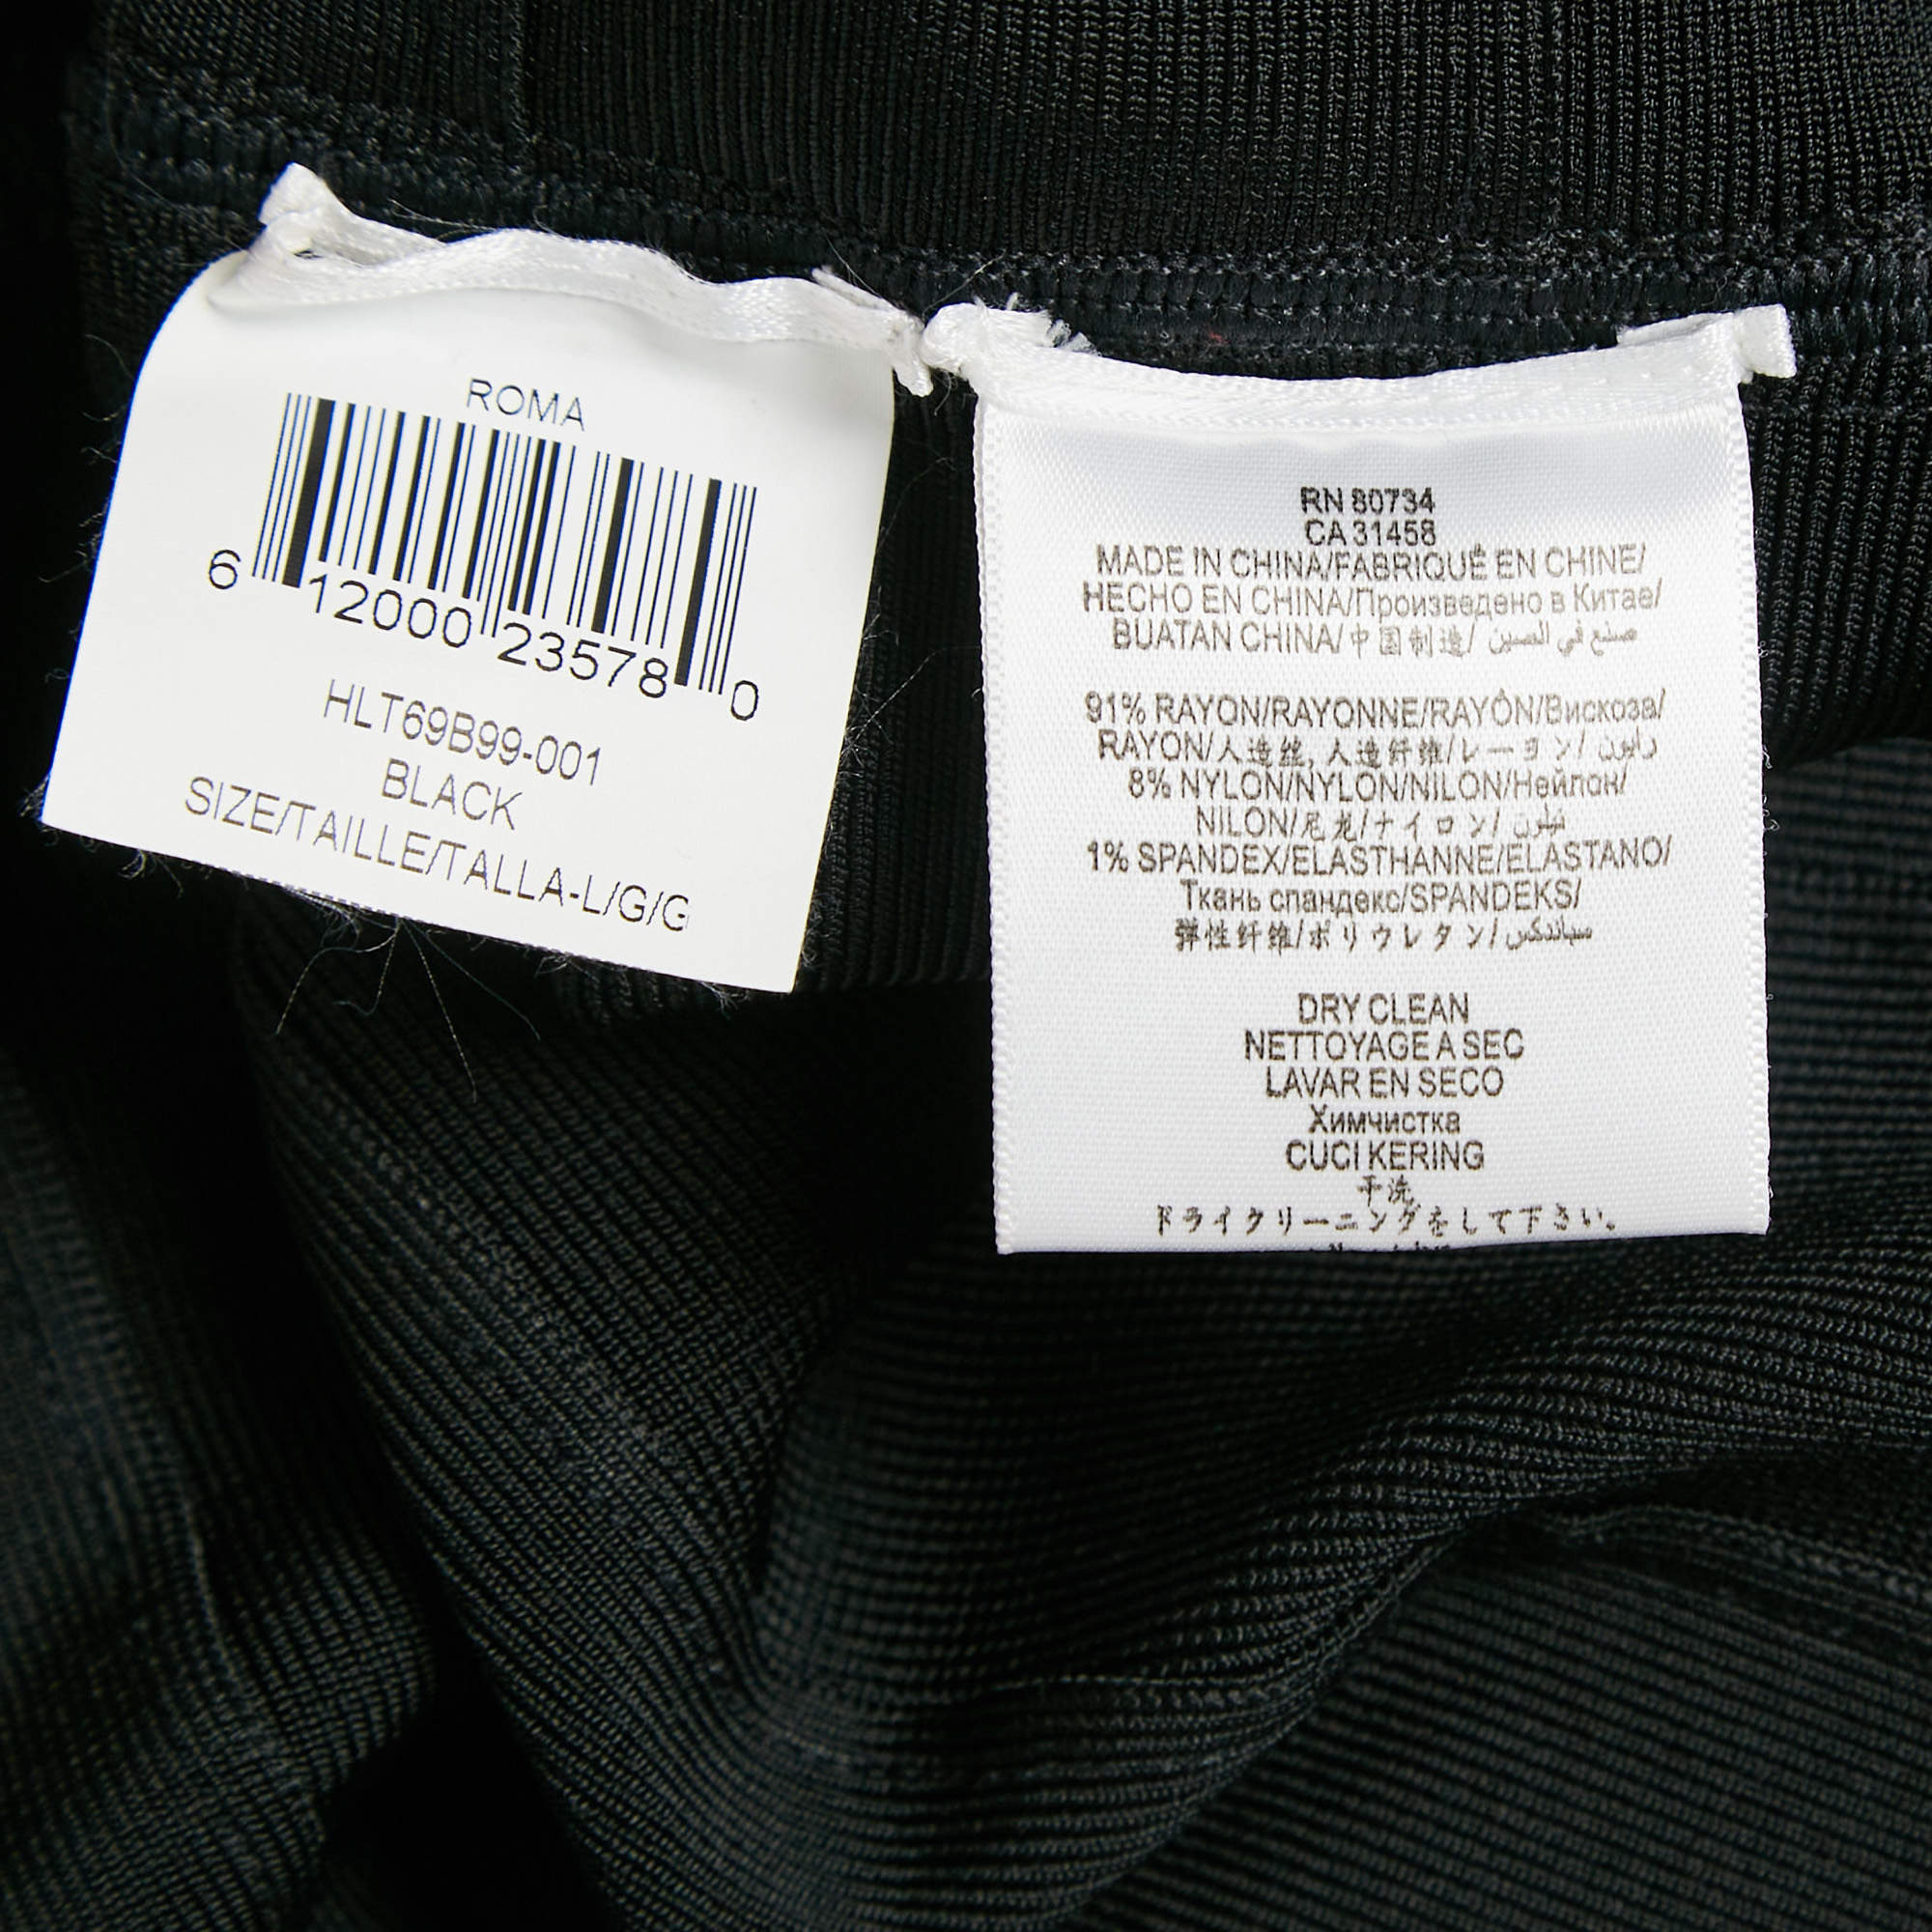 ROMA
6 12000 23578 0
HLT69B99-001
BLACK
SIZE/TAILLE/TALLA-L/G/G
RN 80734
CA 31458
MADE IN CHINA/FABRIQUÉ EN CHINE/
HECHO EN CHINA/Произведено в Китае/
BUATAN CHINA/中国制造/ صنع في الصين
91% RAYON/RAYONNE/RAYÓN/Вискоза/
RAYON/人造丝, 人造纤维/レーヨン/ رايون
8% NYLON/NYLON/NILON/Нейлон/
NILON/尼龙/ナイロン/ نيلون
1% SPANDEX/ELASTHANNE/ELASTANO/
Ткань спандекс/SPANDEKS/
弹性纤维/ポリウレタン/ سباندكس
DRY CLEAN
NETTOYAGE A SEC
LAVAR EN SECO
Химчистка
CUCI KERING
干洗
ドライクリーニングをして下さい。